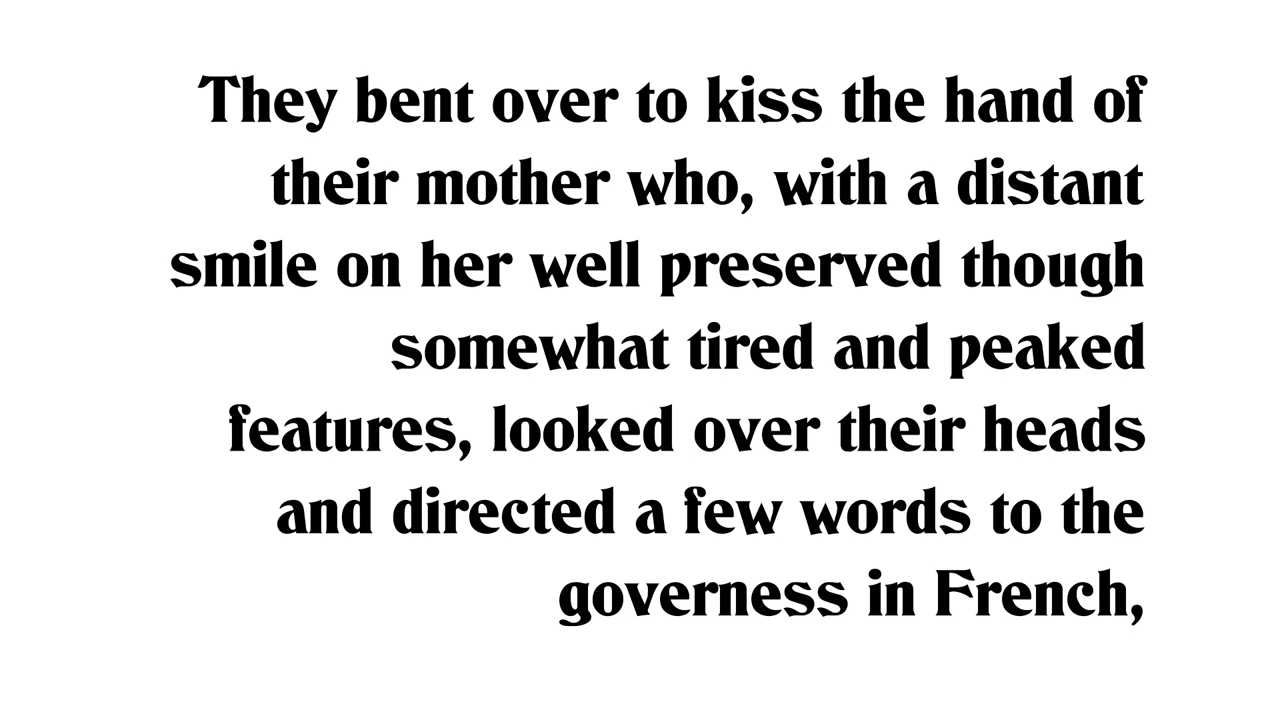 They bent over to kiss the hand of
their mother who, with a distant
smile on her well preserved though
somewhat tired and peaked
features, looked over their heads
and directed a few words to the
governess in French,